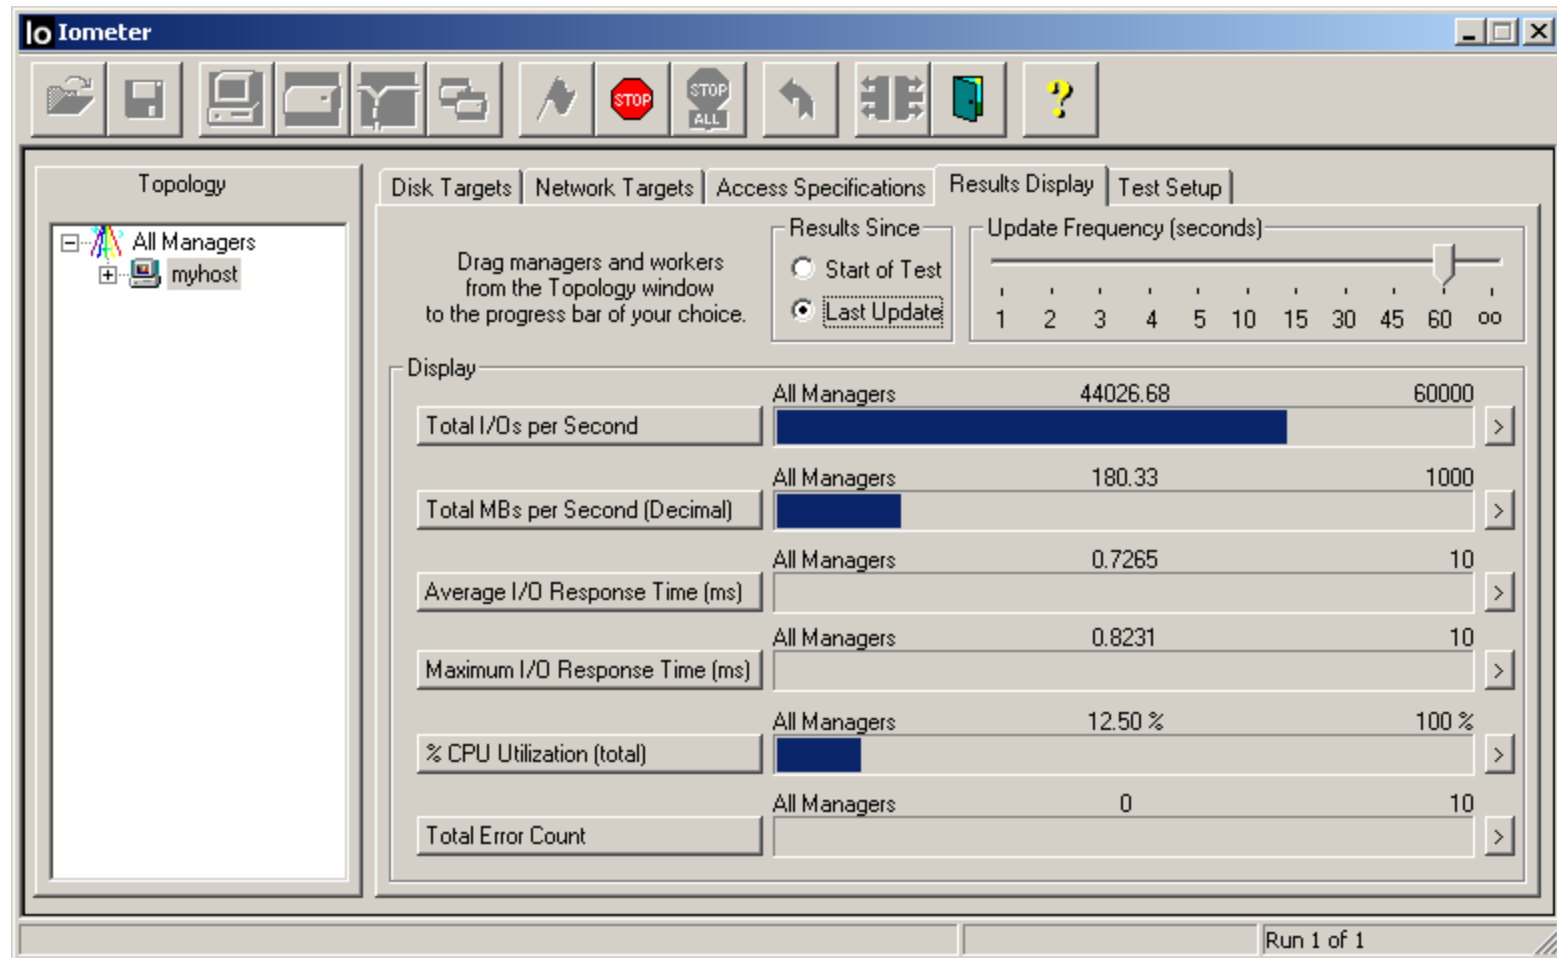 Io Iometer
STOP
STOP
ALL
?
Topology
All Managers
myhost
Disk Targets Network Targets Access Specifications Results Display Test Setup
Drag managers and workers
from the Topology window
to the progress bar of your choice.
Results Since
Start of Test
Last Update
Update Frequency (seconds)
1 2 3 4 5 10 15 30 45 60 oo
Display
All Managers 44026.68 60000
Total I/Os per Second >
All Managers 180.33 1000
Total MBs per Second (Decimal) >
All Managers 0.7265 10
Average I/O Response Time (ms) >
All Managers 0.8231 10
Maximum I/O Response Time (ms) >
All Managers 12.50 % 100 %
% CPU Utilization (total) >
All Managers 0 10
Total Error Count >
Run 1 of 1